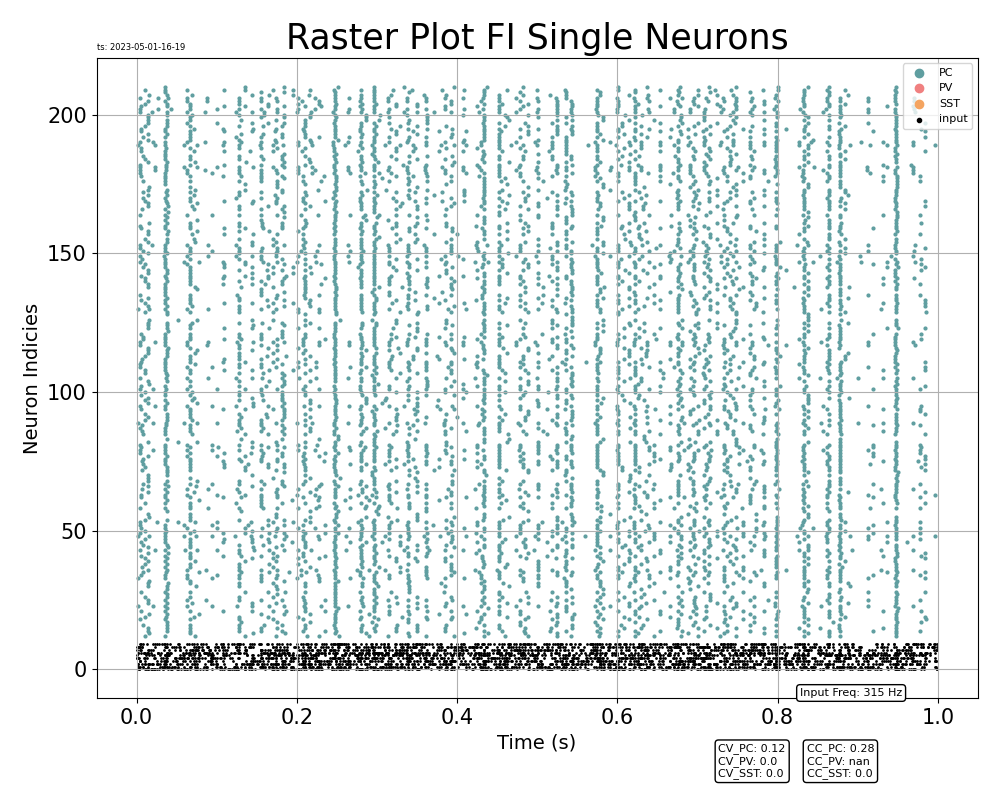 Raster Plot FI Single Neurons
ts: 2023-05-01-16-19
PC
PV
SST
input
200
150
100
50
0
Neuron Indicies
0.0 0.2 0.4 0.6 0.8 1.0
Time (s)
Input Freq: 315 Hz
CV_PC: 0.12
CV_PV: 0.0
CV_SST: 0.0
CC_PC: 0.28
CC_PV: nan
CC_SST: 0.0